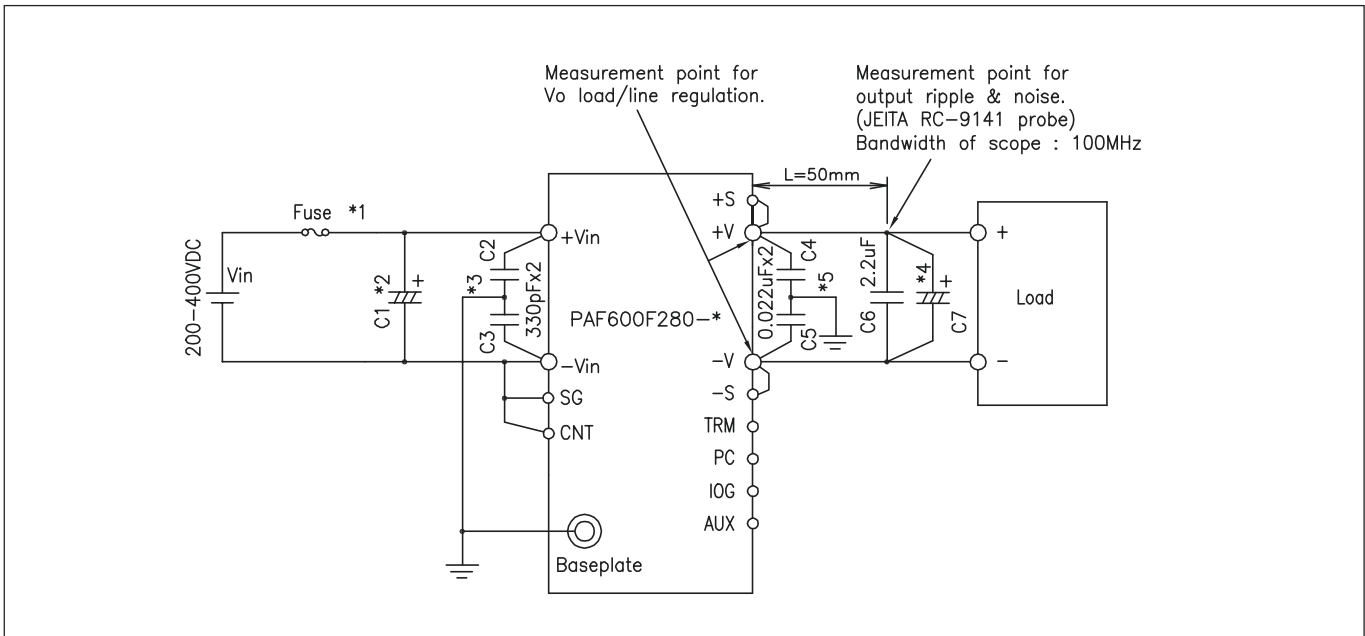 Measurement point for
Vo load/line regulation.
Measurement point for
output ripple & noise.
(JEITA RC-9141 probe)
Bandwidth of scope : 100MHz
L=50mm
Fuse *1
200-400VDC
Vin
C1 *2
+
+Vin
-Vin
SG
CNT
C2
*3
C3
330pFx2
PAF600F280-*
Baseplate
+S
+V
-V
-S
TRM
PC
IOG
AUX
0.022uFx2
C4
*5
C5
C6 2.2uF
*4
+
C7
+
-
Load